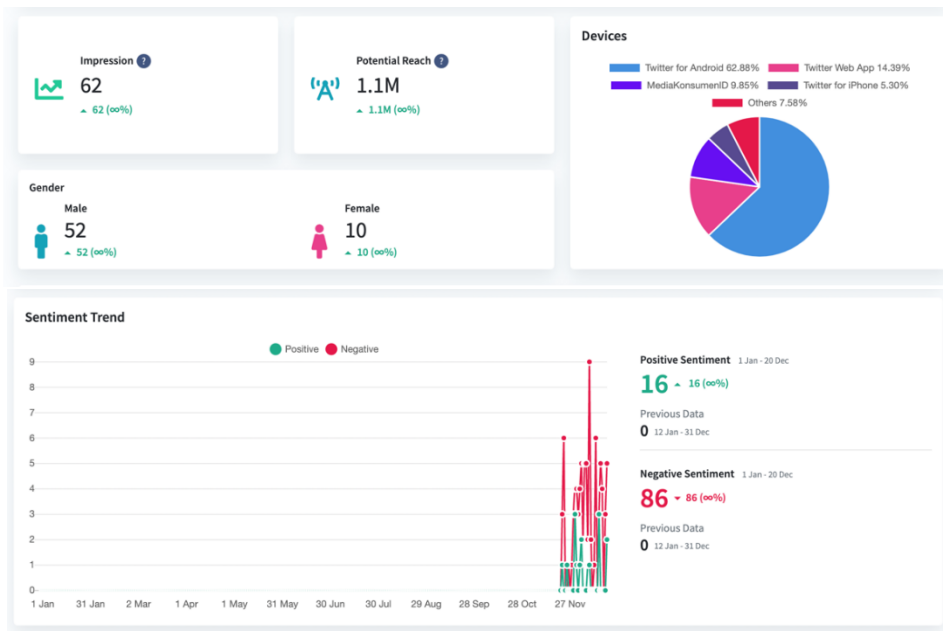 Impression ?
62
62 (∞%)
Potential Reach ?
1.1M
1.1M (∞%)
Gender
Male
52
52 (∞%)
Female
10
10 (∞%)
Devices
Twitter for Android 62.88% Twitter Web App 14.39%
MediaKonsumenID 9.85% Twitter for iPhone 5.30%
Others 7.58%
Sentiment Trend
Positive Negative
9
8
7
6
5
4
3
2
1
0
1 Jan 31 Jan 2 Mar 1 Apr 1 May 31 May 30 Jun 30 Jul 29 Aug 28 Sep 28 Oct 27 Nov
Positive Sentiment 1 Jan - 20 Dec
16 16 (∞%)
Previous Data
0 12 Jan - 31 Dec
Negative Sentiment 1 Jan - 20 Dec
86 86 (∞%)
Previous Data
0 12 Jan - 31 Dec